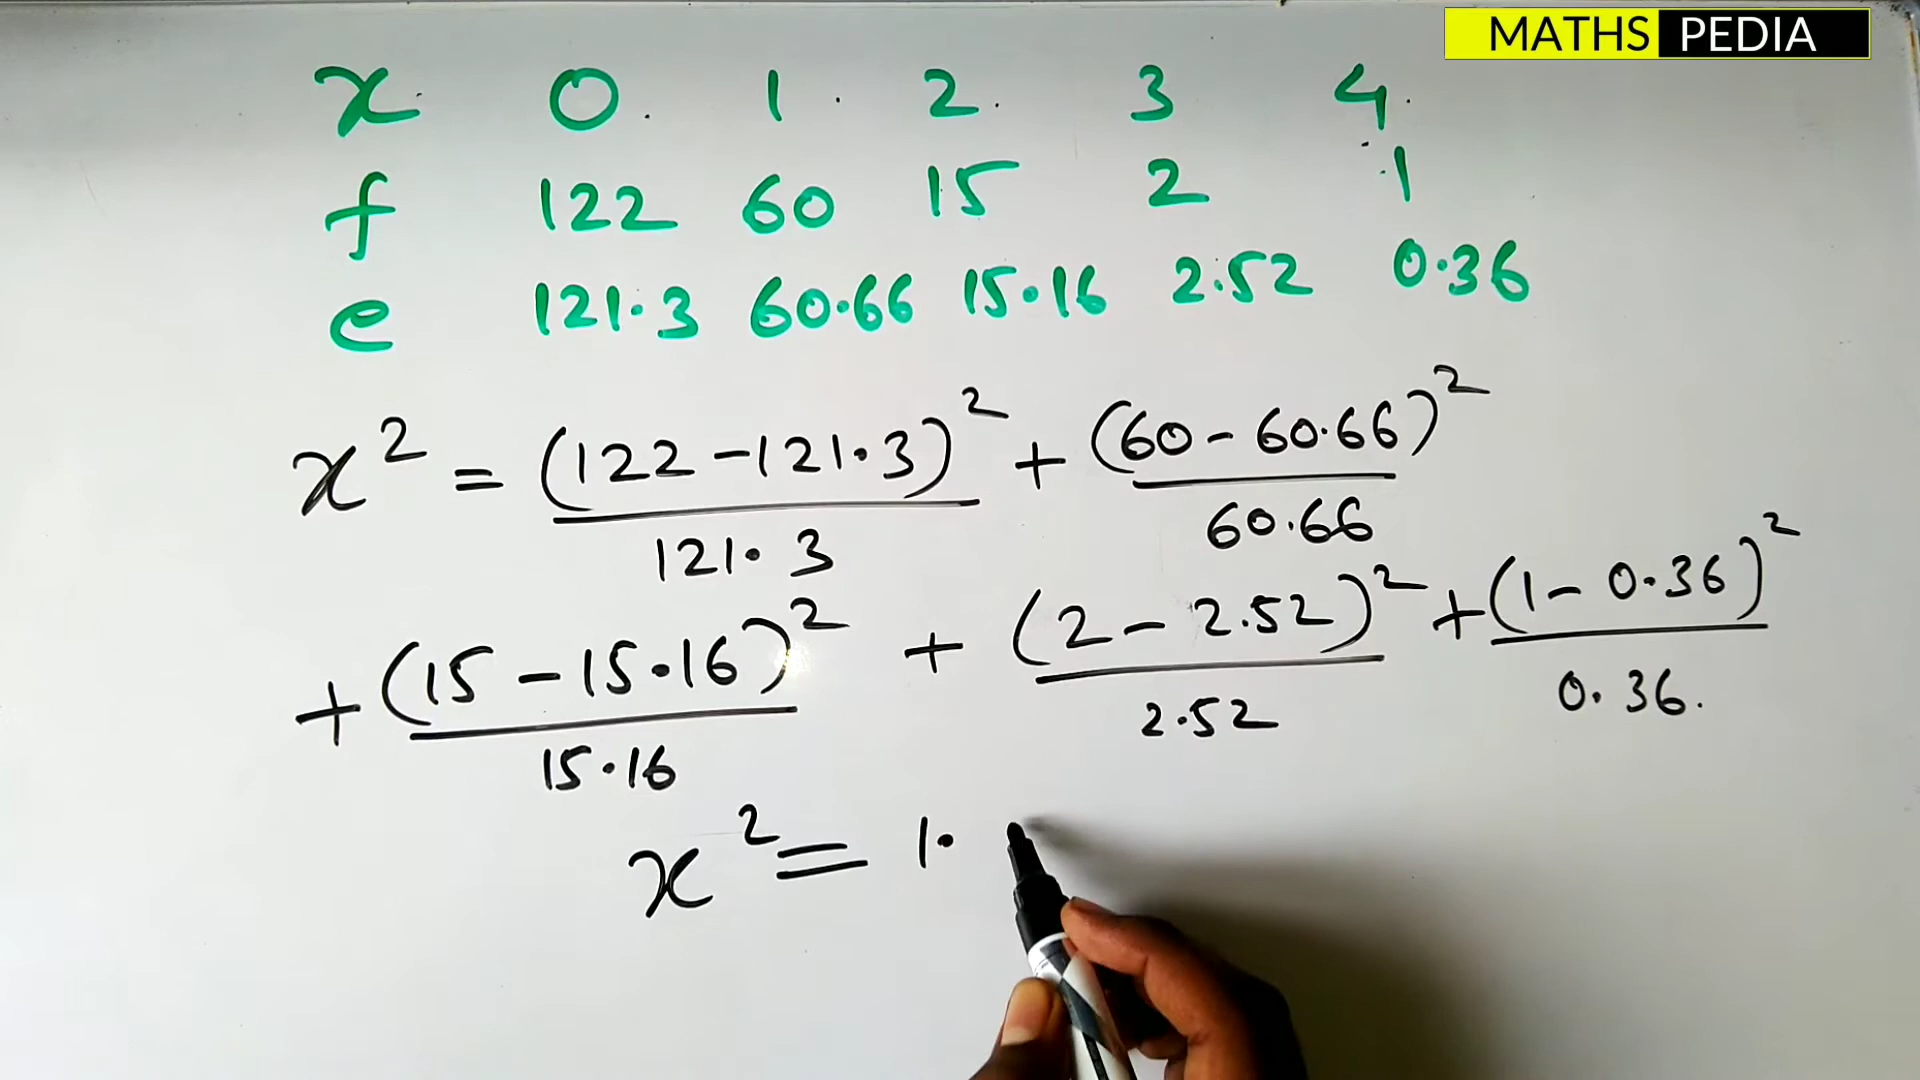 MATHS PEDIA
x 0 1 2 3 4
f 122 60 15 2 1
e 121.3 60.66 15.16 2.52 0.36
x² = (122 - 121.3)² / 121.3 + (60 - 60.66)² / 60.66
+ (15 - 15.16)² / 15.16 + (2 - 2.52)² / 2.52 + (1 - 0.36)² / 0.36.
x² = 1.